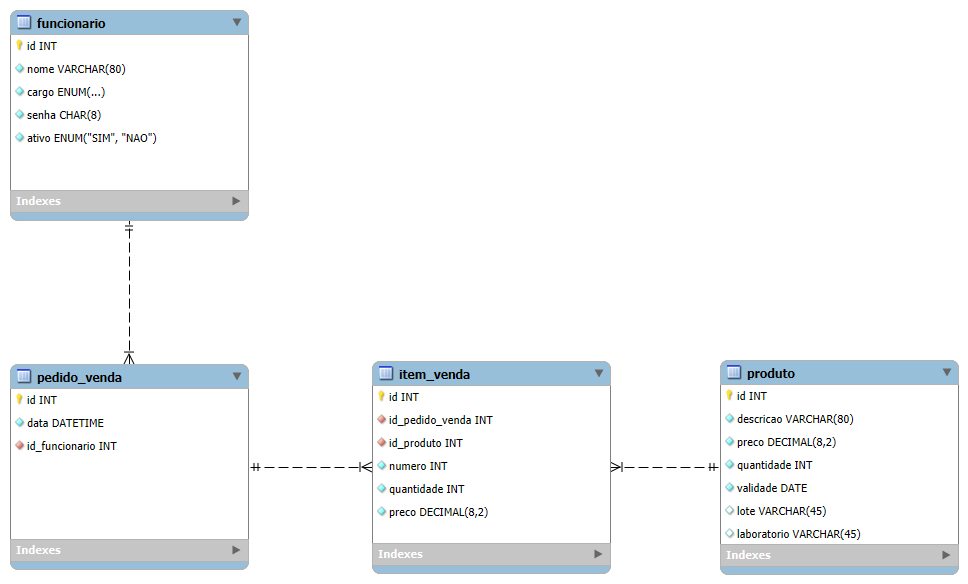 funcionario
id INT
nome VARCHAR(80)
cargo ENUM(...)
senha CHAR(8)
ativo ENUM("SIM", "NAO")
Indexes
pedido_venda
id INT
data DATETIME
id_funcionario INT
Indexes
item_venda
id INT
id_pedido_venda INT
id_produto INT
numero INT
quantidade INT
preco DECIMAL(8,2)
Indexes
produto
id INT
descricao VARCHAR(80)
preco DECIMAL(8,2)
quantidade INT
validade DATE
lote VARCHAR(45)
laboratorio VARCHAR(45)
Indexes